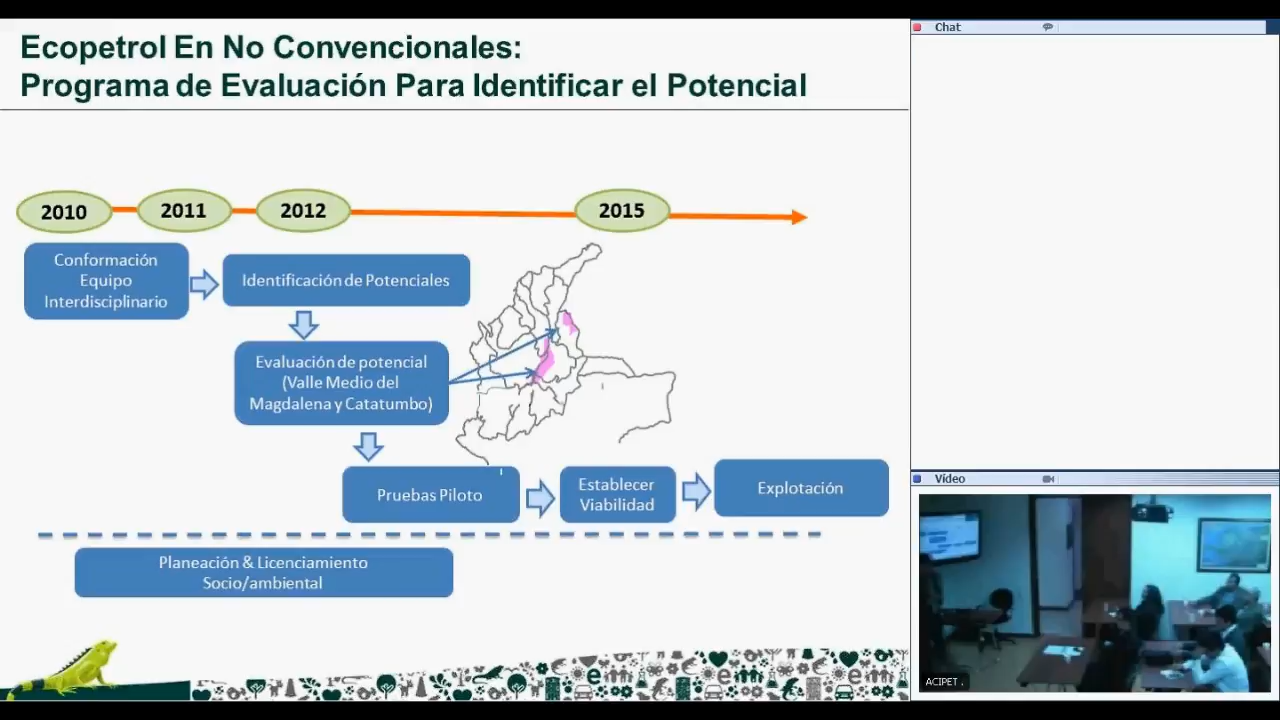 Ecopetrol En No Convencionales:
Programa de Evaluación Para Identificar el Potencial
2010
2011
2012
2015
Conformación
Equipo
Interdisciplinario
Identificación de Potenciales
Evaluación de potencial
(Valle Medio del
Magdalena y Catatumbo)
Pruebas Piloto
Establecer
Viabilidad
Explotación
Planeación & Licenciamiento
Socio/ambiental
Chat
Vídeo
ACIPET .